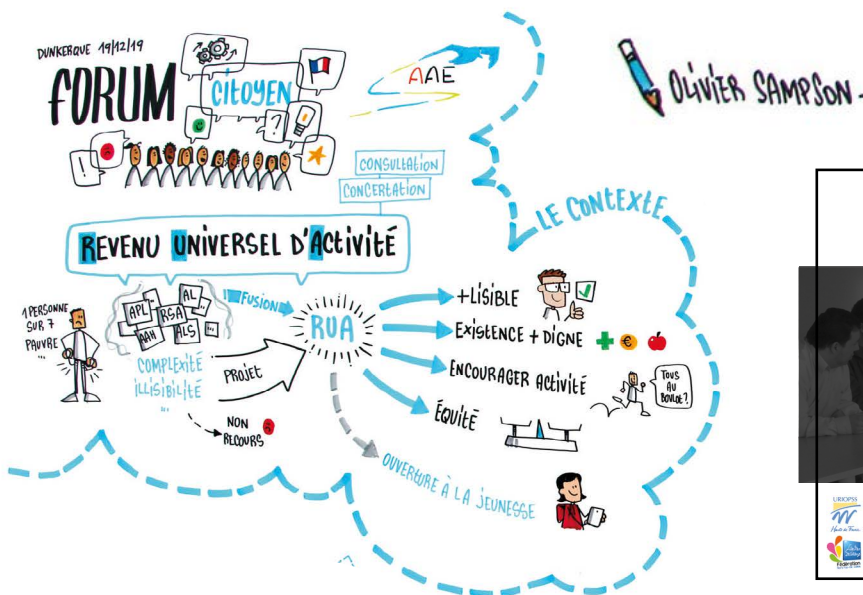 DUNKERQUE 19/12/19
FORUM
CITOYEN
AAE
OLIVIER SAMPSON
CONSULTATION
CONCERTATION
LE CONTEXTE
REVENU UNIVERSEL D'ACTIVITÉ
1 PERSONNE
SUR 7
PAUVRE
...
APL
RSA
AL
AAH
ALS
...
FUSION
COMPLEXITÉ
ILLISIBILITÉ
...
PROJET
NON
RECOURS
RUA
+LISIBLE
EXISTENCE + DIGNE
ENCOURAGER ACTIVITÉ
TOUS
AU
BOULOT?
ÉQUITÉ
OUVERTURE À LA JEUNESSE
URIOPSS
Fédération